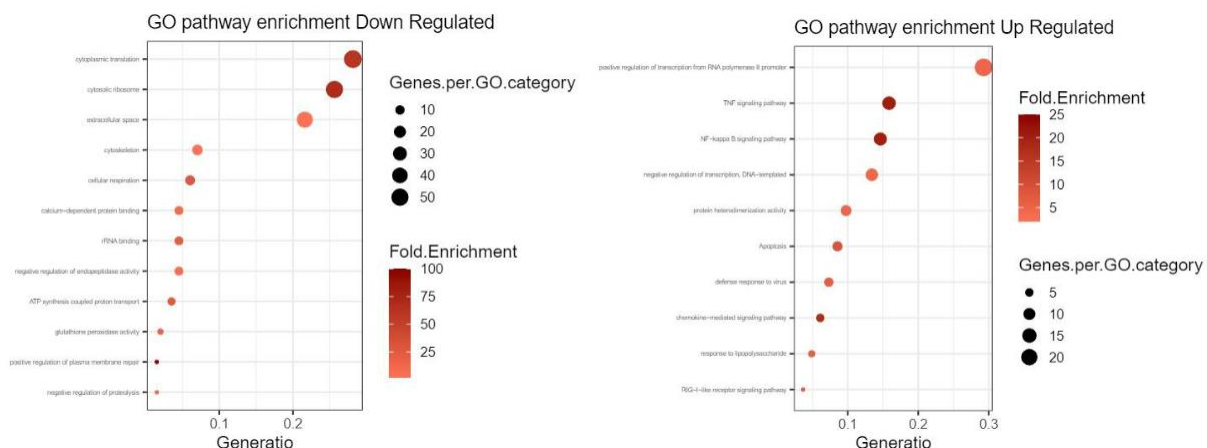 GO pathway enrichment Down Regulated
cytoplasmic translation
cytosolic ribosome
extracellular space
cytoskeleton
cellular respiration
calcium-dependent protein binding
rRNA binding
negative regulation of endopeptidase activity
ATP synthesis coupled proton transport
glutathione peroxidase activity
positive regulation of plasma membrane repair
negative regulation of proteolysis
0.1
0.2
Generatio
Genes.per.GO.category
10
20
30
40
50
Fold.Enrichment
100
75
50
25
GO pathway enrichment Up Regulated
positive regulation of transcription from RNA polymerase II promoter
TNF signaling pathway
NF-kappa B signaling pathway
negative regulation of transcription, DNA-templated
protein heterodimerization activity
Apoptosis
defense response to virus
chemokine-mediated signaling pathway
response to lipopolysaccharide
RIG-I-like receptor signaling pathway
0.1
0.2
0.3
Generatio
Fold.Enrichment
25
20
15
10
5
Genes.per.GO.category
5
10
15
20